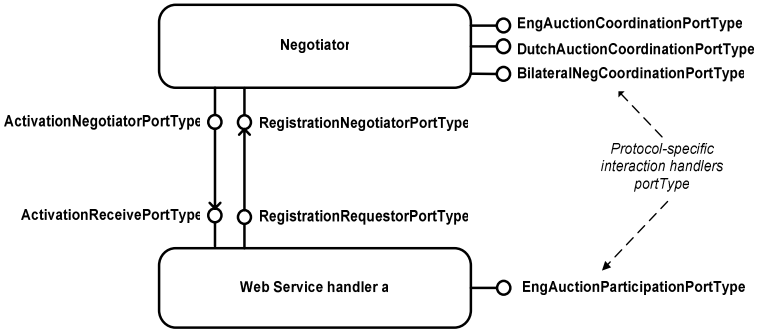 Negotiator
EngAuctionCoordinationPortType
DutchAuctionCoordinationPortType
BilateralNegCoordinationPortType
ActivationNegotiatorPortType
RegistrationNegotiatorPortType
Protocol-specific
interaction handlers
portType
ActivationReceivePortType
RegistrationRequestorPortType
Web Service handler a
EngAuctionParticipationPortType